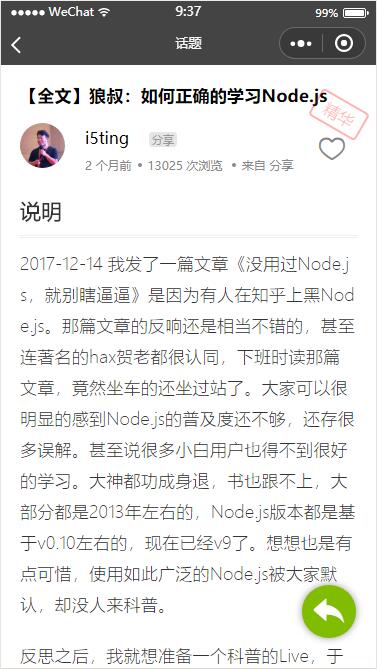 WeChat
9:37
99%
话题
【全文】狼叔：如何正确的学习Node.js
精华
i5ting
分享
2 个月前 • 13025 次浏览 • 来自 分享
说明
2017-12-14 我发了一篇文章《没用过Node.j
s，就别瞎逼逼》是因为有人在知乎上黑Nod
e.js。那篇文章的反响还是相当不错的，甚至
连著名的hax贺老都很认同，下班时读那篇
文章，竟然坐车的还坐过站了。大家可以很
明显的感到Node.js的普及度还不够，还存很
多误解。甚至说很多小白用户也得不到很好
的学习。大神都功成身退，书也跟不上，大
部分都是2013年左右的，Node.js版本都是基
于v0.10左右的，现在已经v9了。想想也是有
点可惜，使用如此广泛的Node.js被大家默
认，却没人来科普。
反思之后，我就想准备一个科普的Live，于